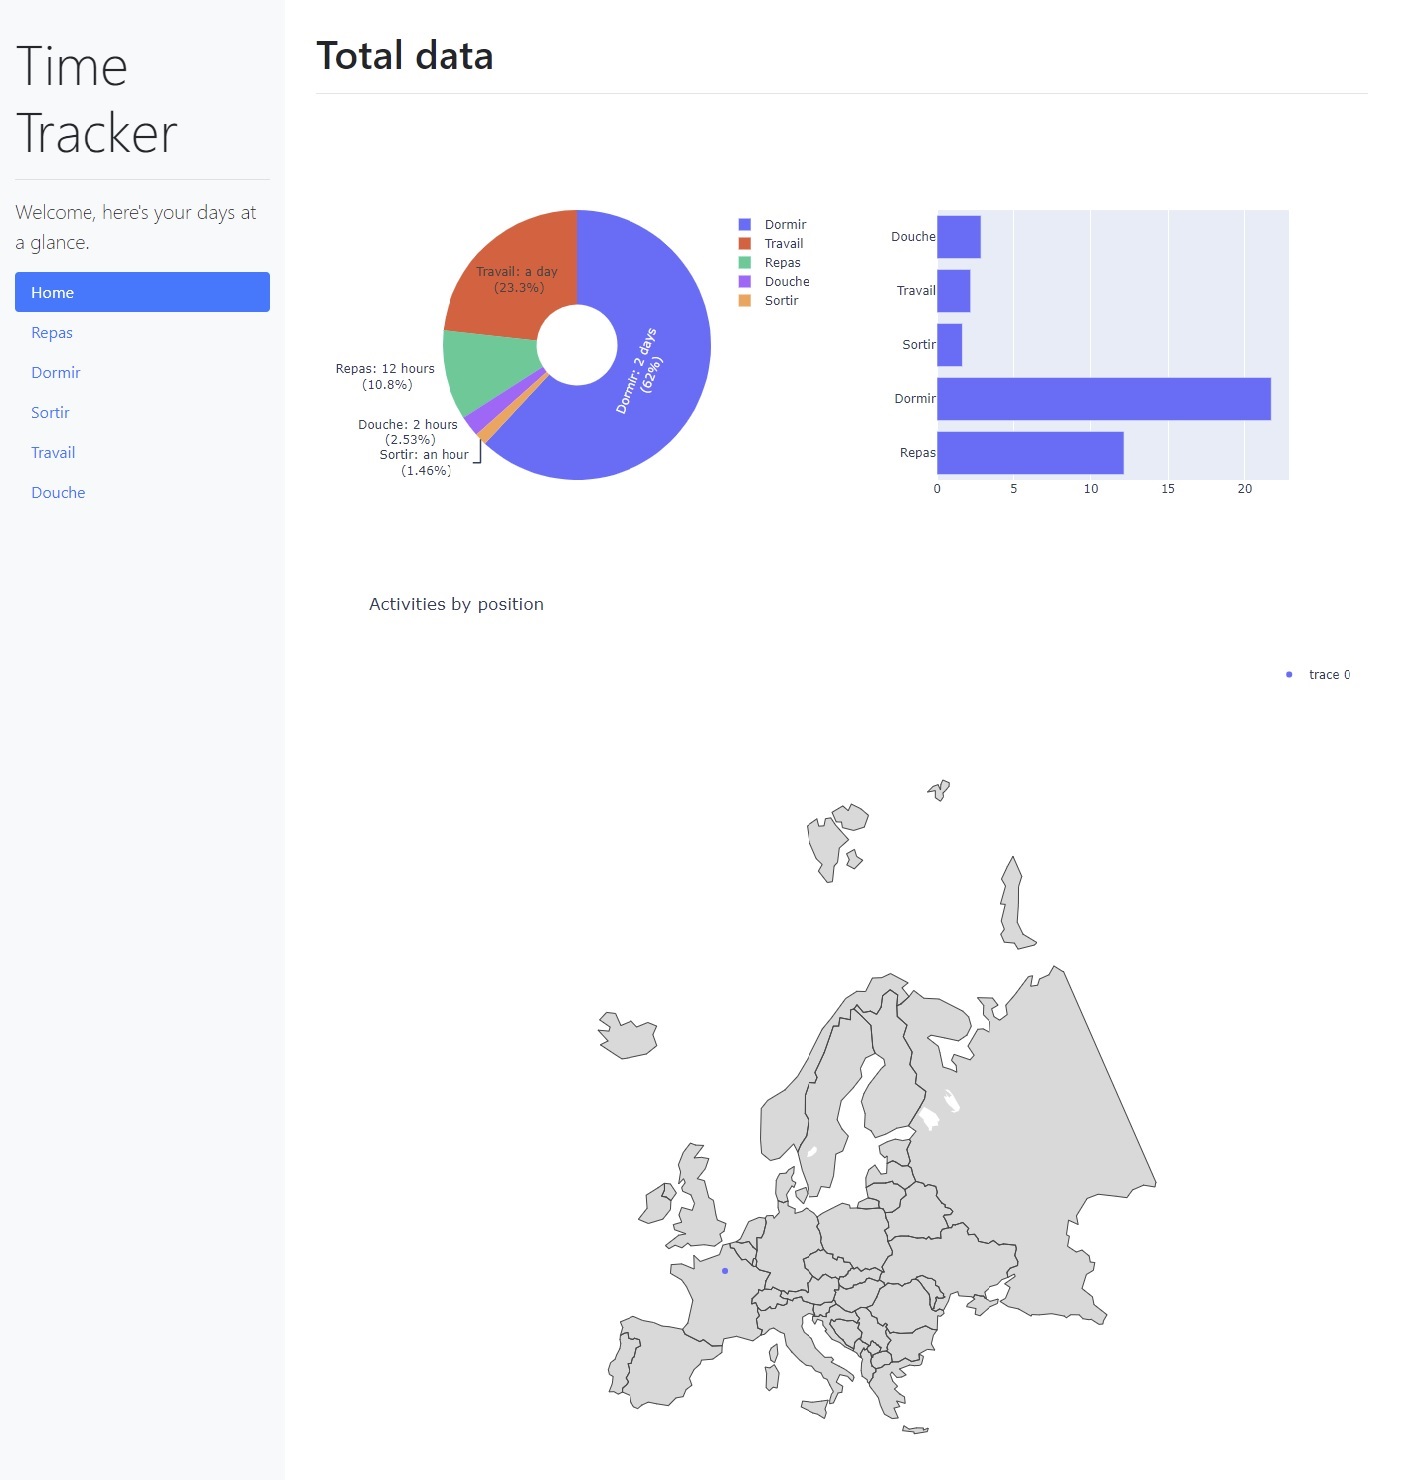 Time
Tracker
Welcome, here's your days at
a glance.
Home
Repas
Dormir
Sortir
Travail
Douche
Total data
Travail: a day
(23.3%)
Dormir: 2 days
(62%)
Repas: 12 hours
(10.8%)
Douche: 2 hours
(2.53%)
Sortir: an hour
(1.46%)
Dormir
Travail
Repas
Douche
Sortir
Douche
Travail
Sortir
Dormir
Repas
0 5 10 15 20
Activities by position
trace 0